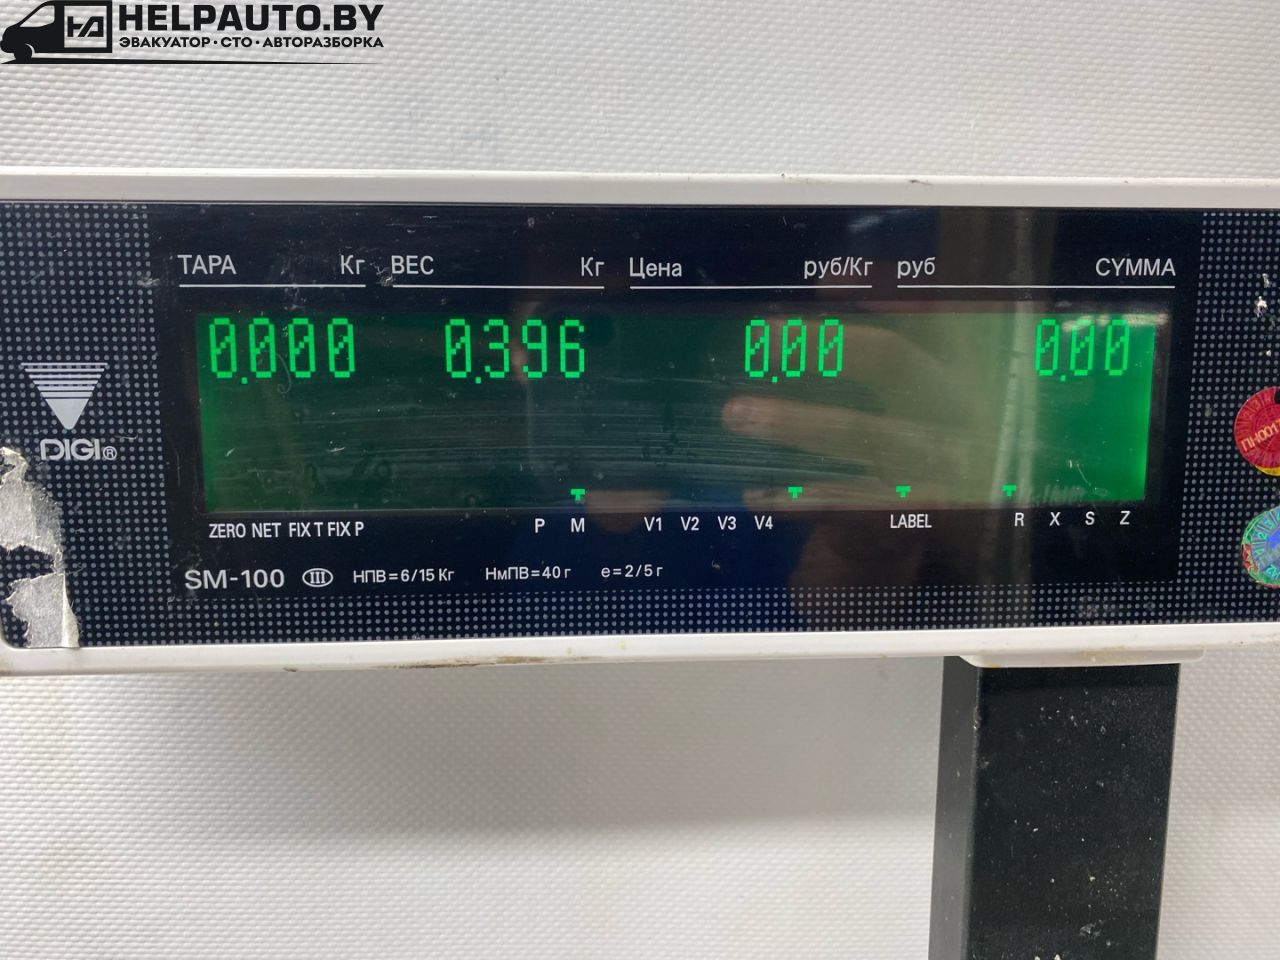 HELPAUTO.BY
ЭВАКУАТОР · СТО · АВТОРАЗБОРКА
ТАРА Кг ВЕС Кг Цена руб/Кг руб СУММА
0.000 0.396 0.00 0.00
DIGI®
ZERO NET FIX T FIX P P M V1 V2 V3 V4 LABEL R X S Z
SM-100 III НПВ=6/15 Кг НмПВ=40 г e=2/5 г